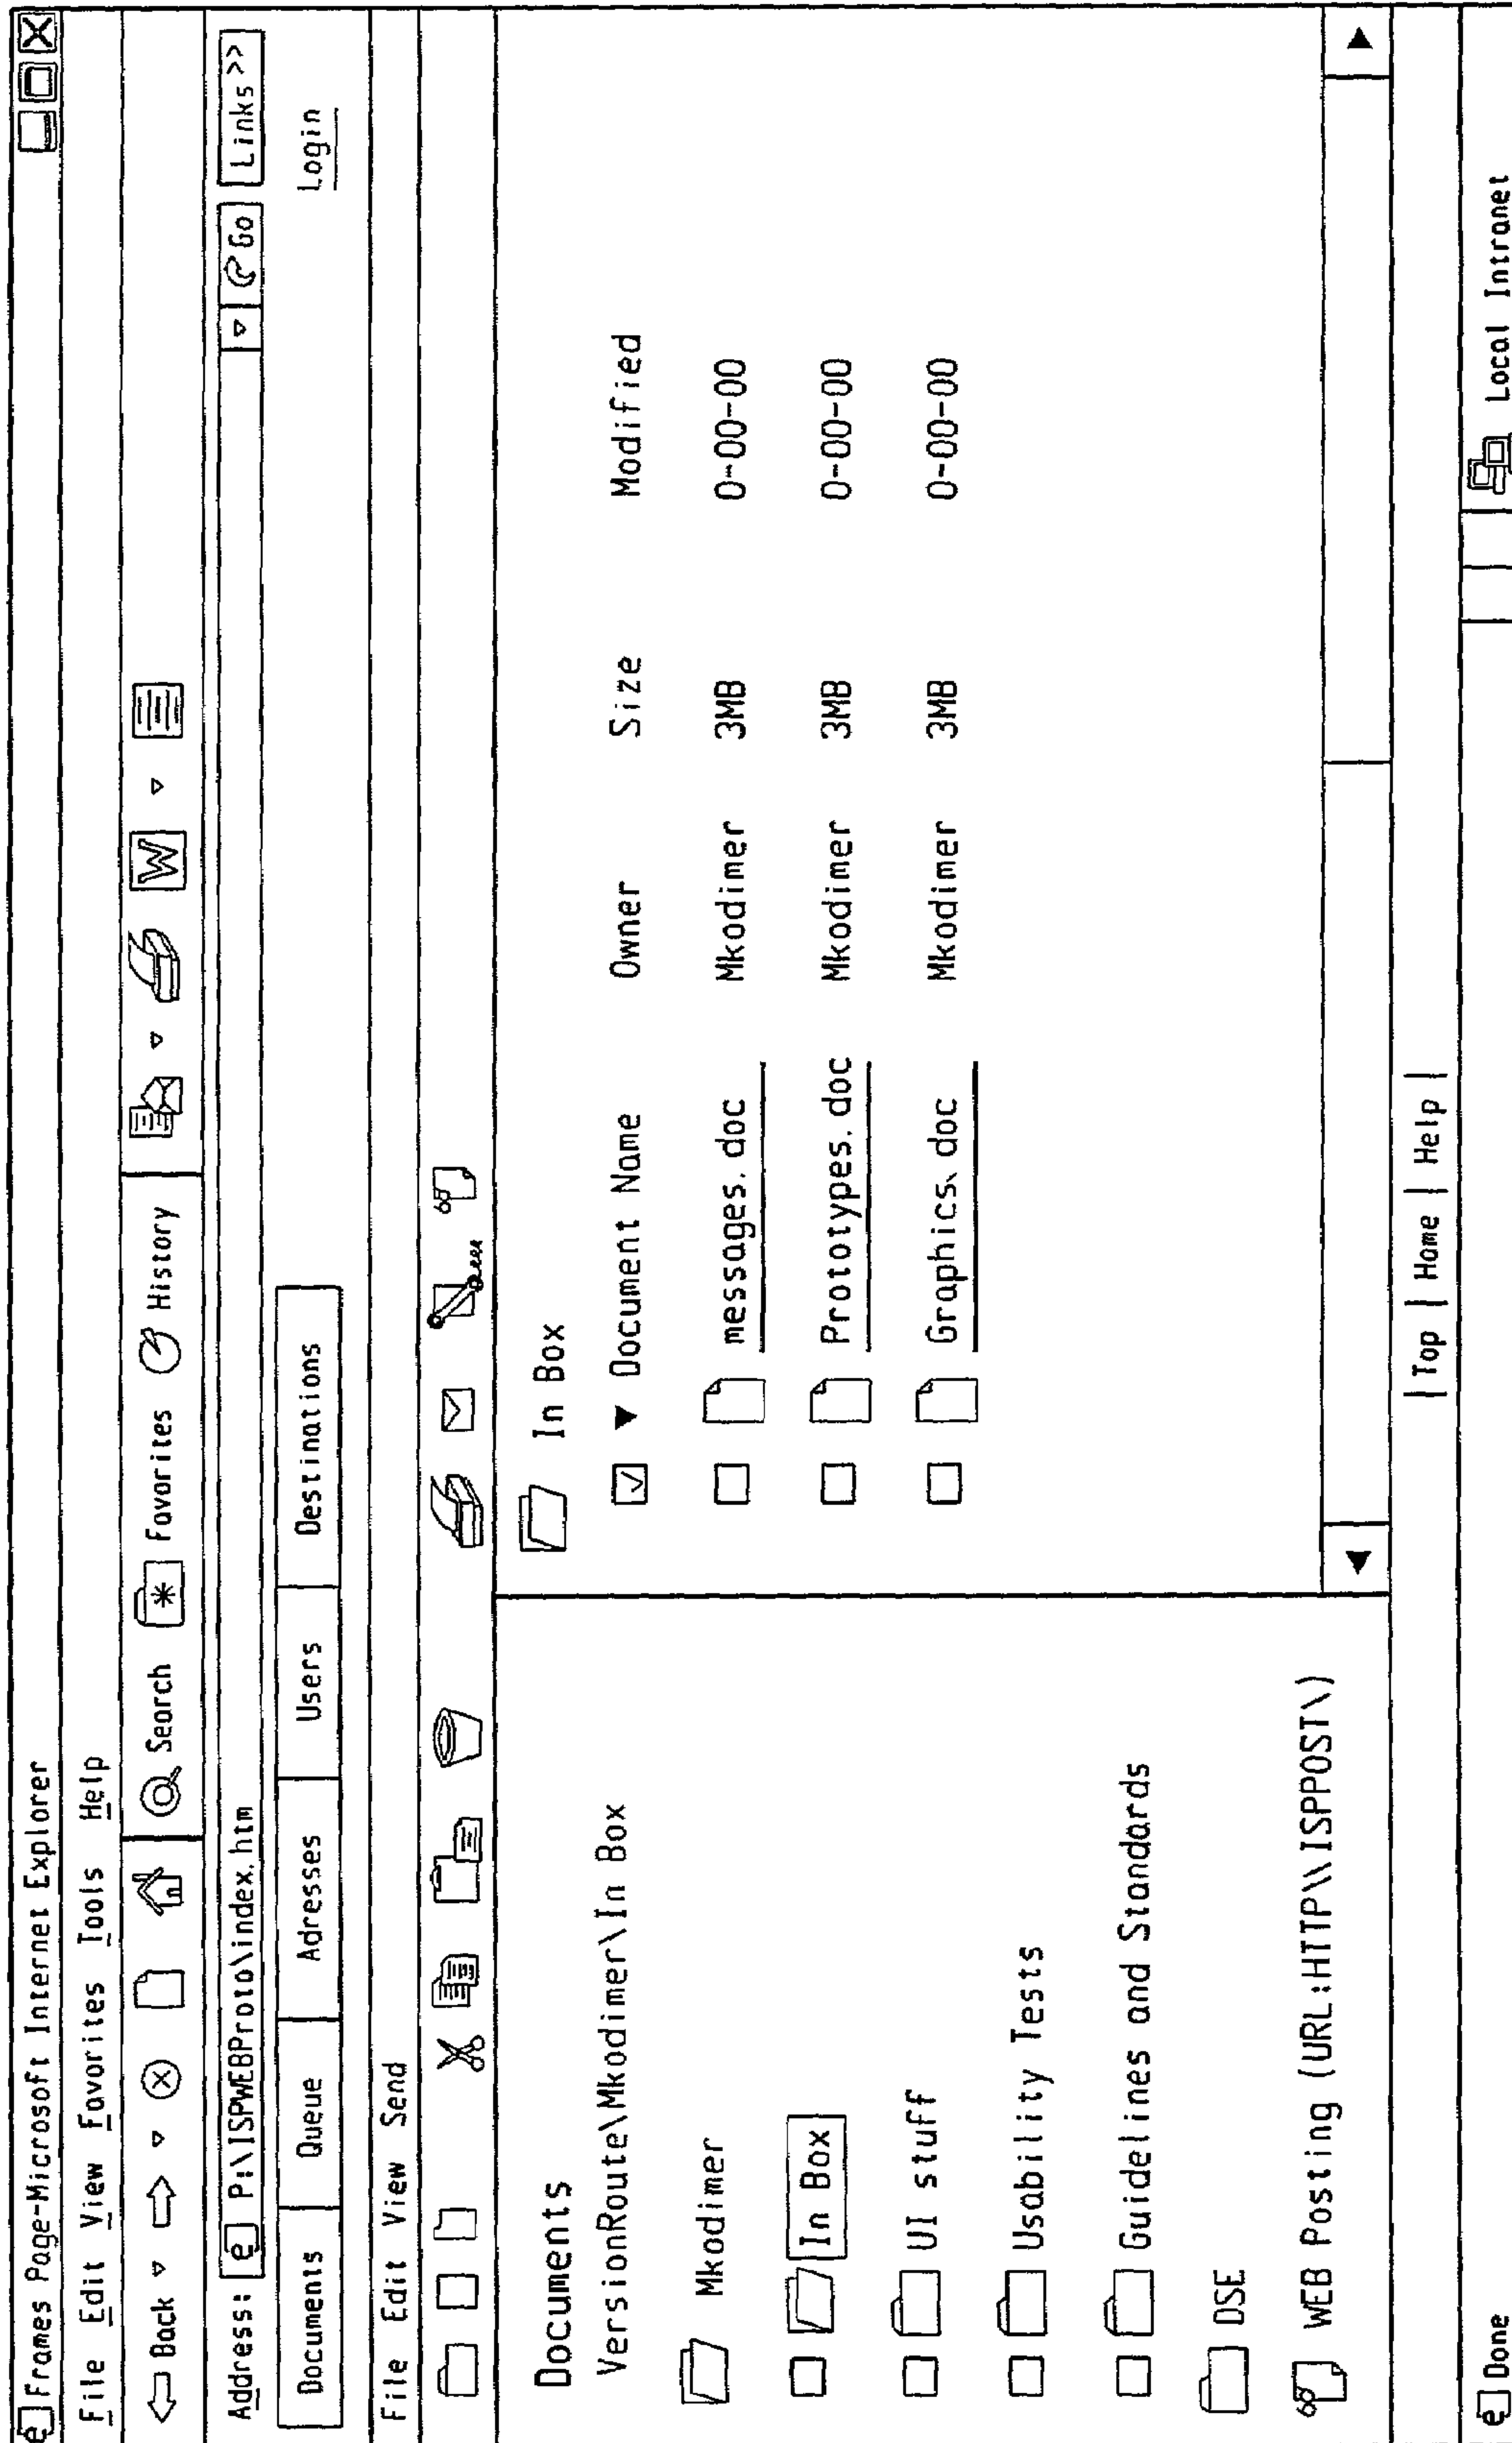 Frames Page-Microsoft Internet Explorer
File Edit View Favorites Tools Help
Back Search Favorites History W
Address: P:\ISPWEBProto\index.htm Go Links >>
Documents Queue Adresses Users Destinations Login
File Edit View Send
Documents
VersionRoute\Mkodimer\In Box
Mkodimer
In Box
UI stuff
Usability Tests
Guidelines and Standards
DSE
WEB Posting (URL:HTTP\\ISPPOST\)
In Box
Document Name Owner Size Modified
messages.doc Mkodimer 3MB 0-00-00
Prototypes.doc Mkodimer 3MB 0-00-00
Graphics.doc Mkodimer 3MB 0-00-00
| Top | Home | Help |
Done Local Intranet